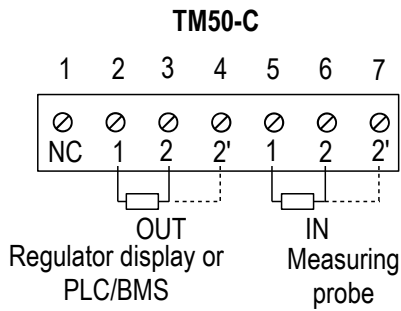 TM50-C
1 2 3 4 5 6 7
NC 1 2 2' 1 2 2'
OUT IN
Regulator display or Measuring
PLC/BMS probe